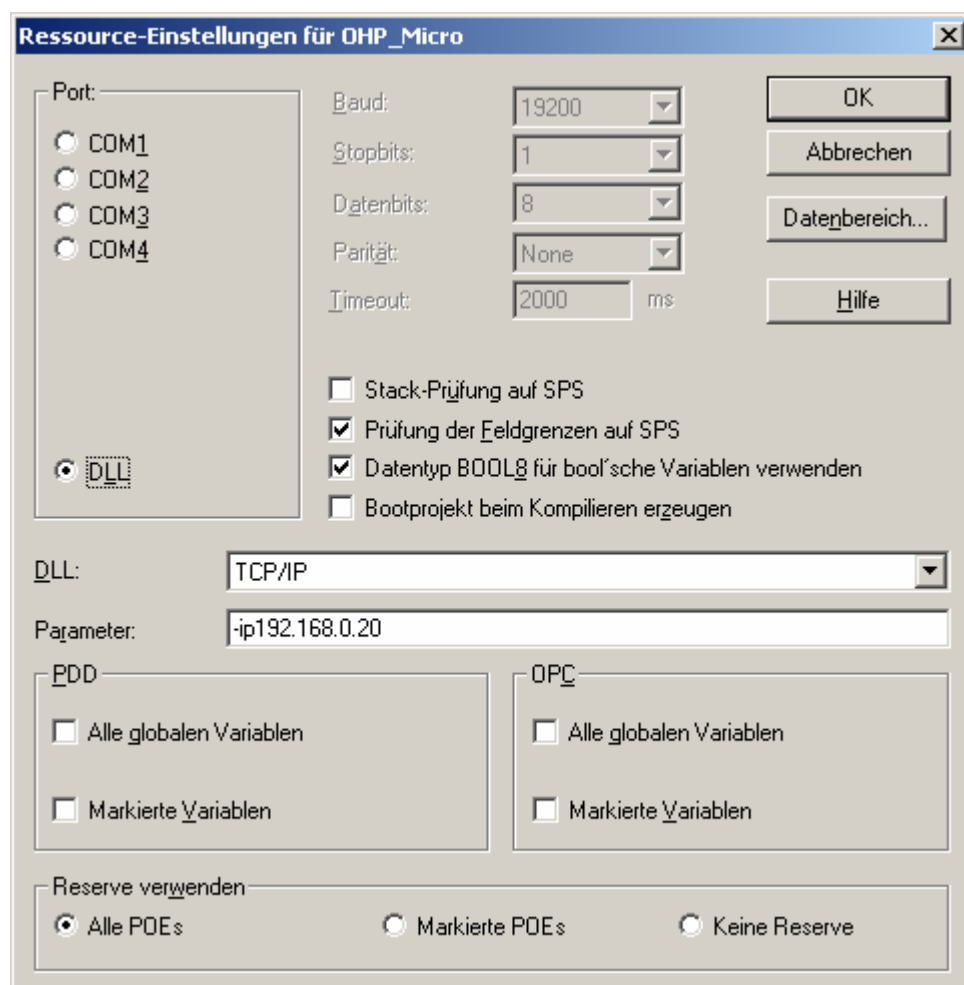 Ressource-Einstellungen für OHP_Micro
Port:
COM1
COM2
COM3
COM4
DLL
Baud: 19200
Stopbits: 1
Datenbits: 8
Parität: None
Timeout: 2000 ms
OK
Abbrechen
Datenbereich...
Hilfe
Stack-Prüfung auf SPS
Prüfung der Feldgrenzen auf SPS
Datentyp BOOL8 für bool´sche Variablen verwenden
Bootprojekt beim Kompilieren erzeugen
DLL: TCP/IP
Parameter: -ip192.168.0.20
PDD
Alle globalen Variablen
Markierte Variablen
OPC
Alle globalen Variablen
Markierte Variablen
Reserve verwenden
Alle POEs Markierte POEs Keine Reserve